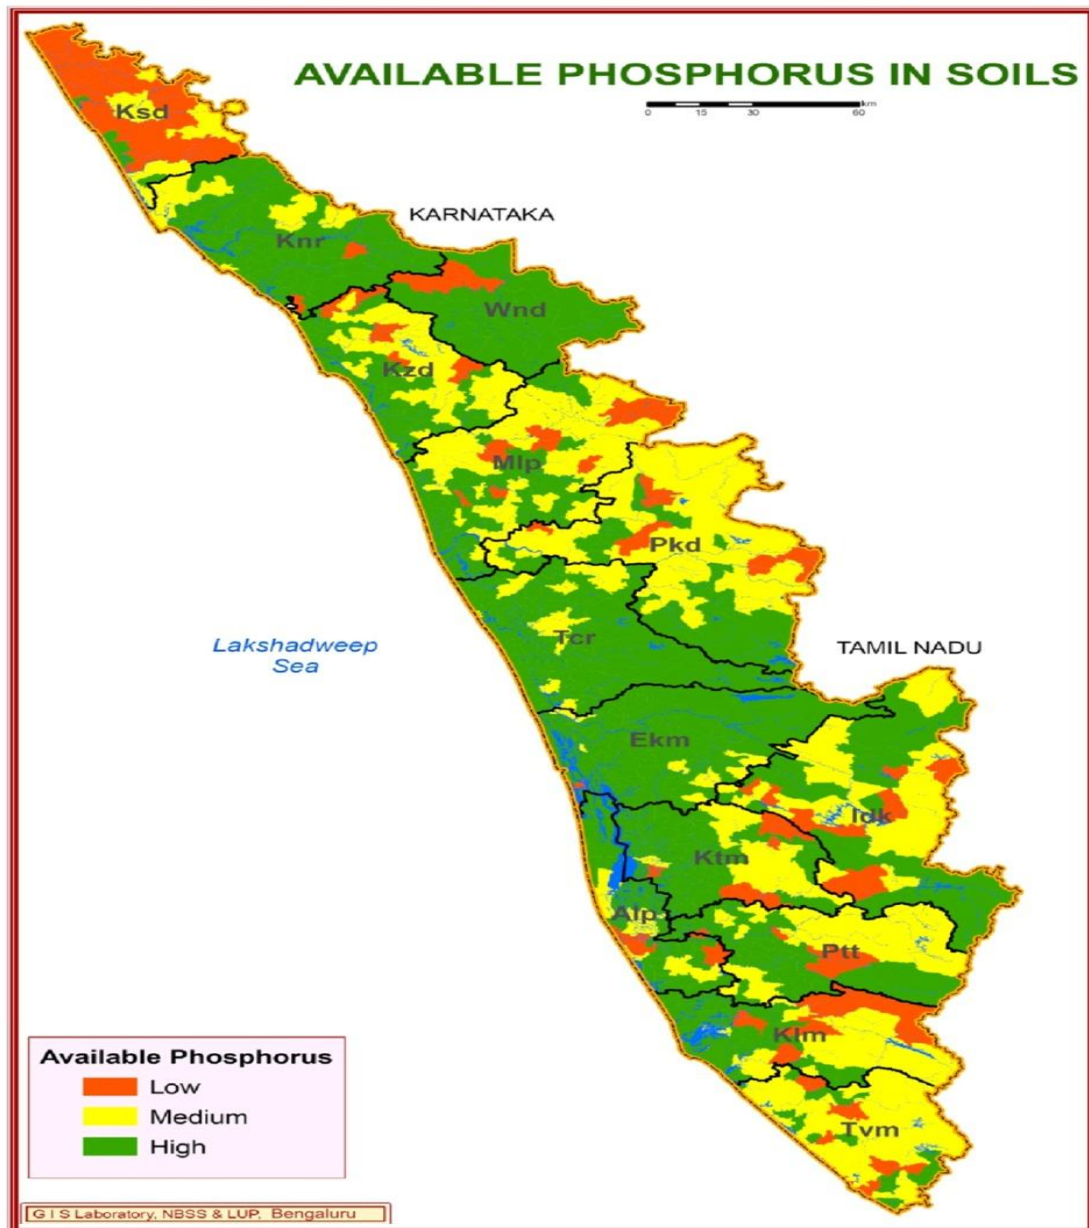 AVAILABLE PHOSPHORUS IN SOILS
km
0 15 30 60
Ksd
KARNATAKA
Knr
Wnd
Kzd
Mlp
Pkd
Tcr
Lakshadweep
Sea
TAMIL NADU
Ekm
Idk
Ktm
Alp
Ptt
Klm
Tvm
Available Phosphorus
Low
Medium
High
G I S Laboratory, NBSS & LUP, Bengaluru